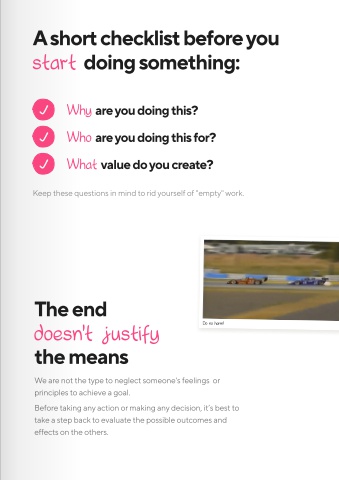 A short checklist before you
start doing something:
Why are you doing this?
Who are you doing this for?
What value do you create?
Keep these questions in mind to rid yourself of "empty" work.
Do no harm!
The end
doesn't justify
the means
We are not the type to neglect someone's feelings or
principles to achieve a goal.
Before taking any action or making any decision, it's best to
take a step back to evaluate the possible outcomes and
effects on the others.